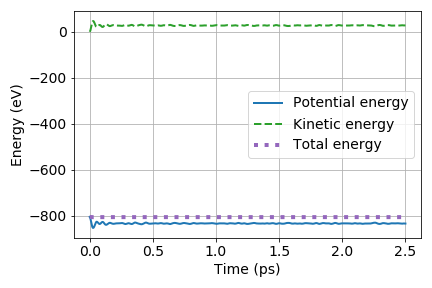 0
−200
−400
−600
−800
Energy (eV)
Potential energy
Kinetic energy
Total energy
0.0 0.5 1.0 1.5 2.0 2.5
Time (ps)